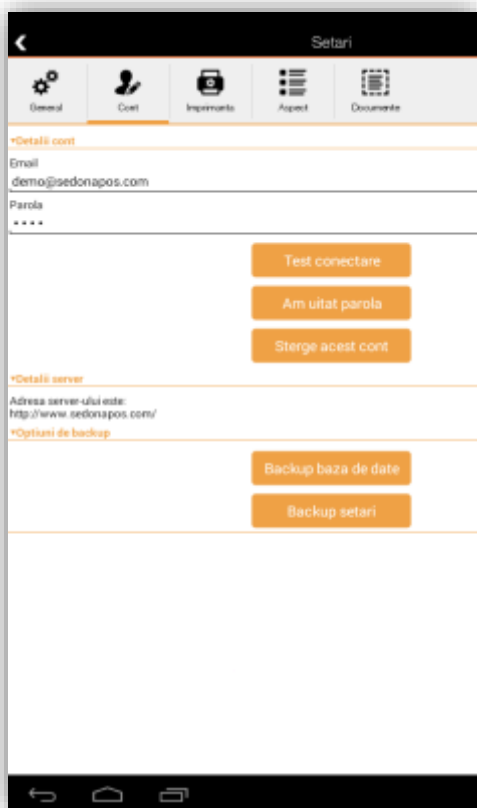 Setari
General Cont Imprimanta Aspect Documente
Detalii cont
Email
demo@sedonapos.com
Parola
Test conectare
Am uitat parola
Sterge acest cont
Detalii server
Adresa server-ului este:
http://www.sedonapos.com/
Optiuni de backup
Backup baza de date
Backup setari